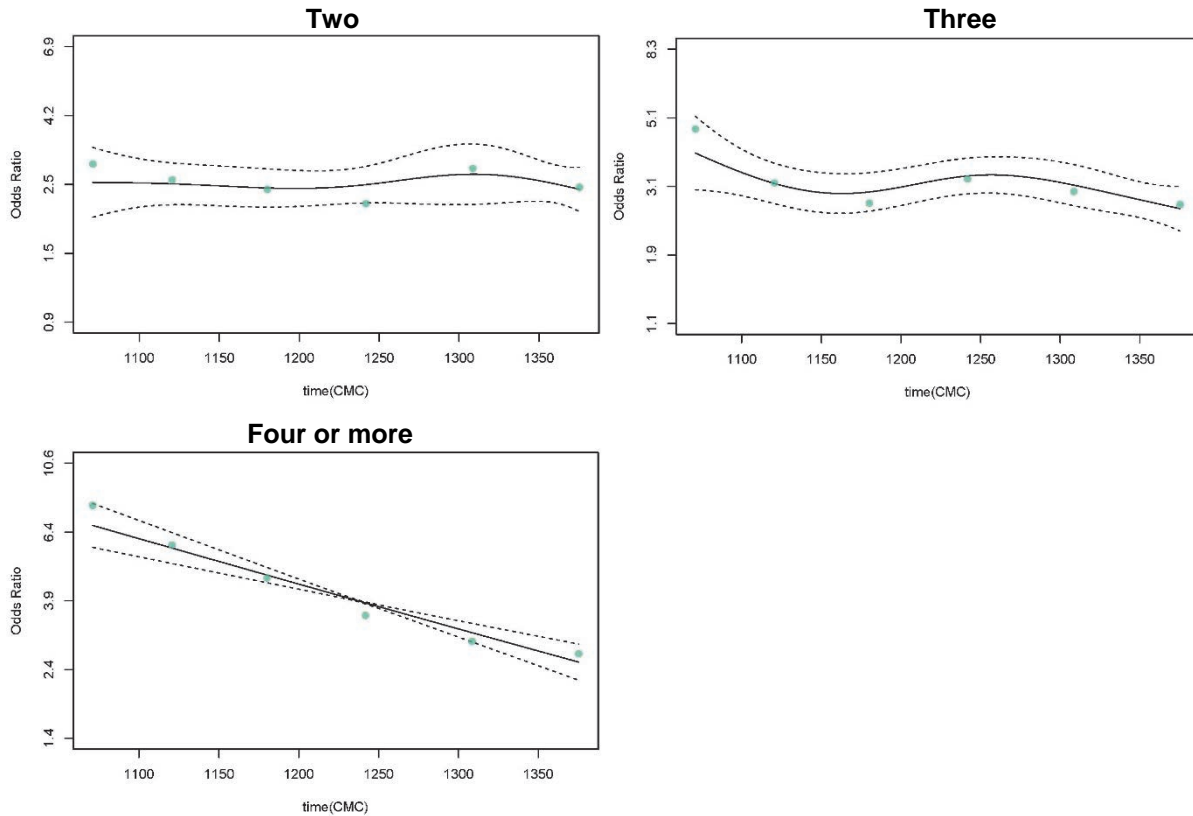 Two
6.9
4.2
2.5
1.5
0.9
Odds Ratio
1100 1150 1200 1250 1300 1350
time(CMC)
Three
8.3
5.1
3.1
1.9
1.1
Odds Ratio
1100 1150 1200 1250 1300 1350
time(CMC)
Four or more
10.6
6.4
3.9
2.4
1.4
Odds Ratio
1100 1150 1200 1250 1300 1350
time(CMC)